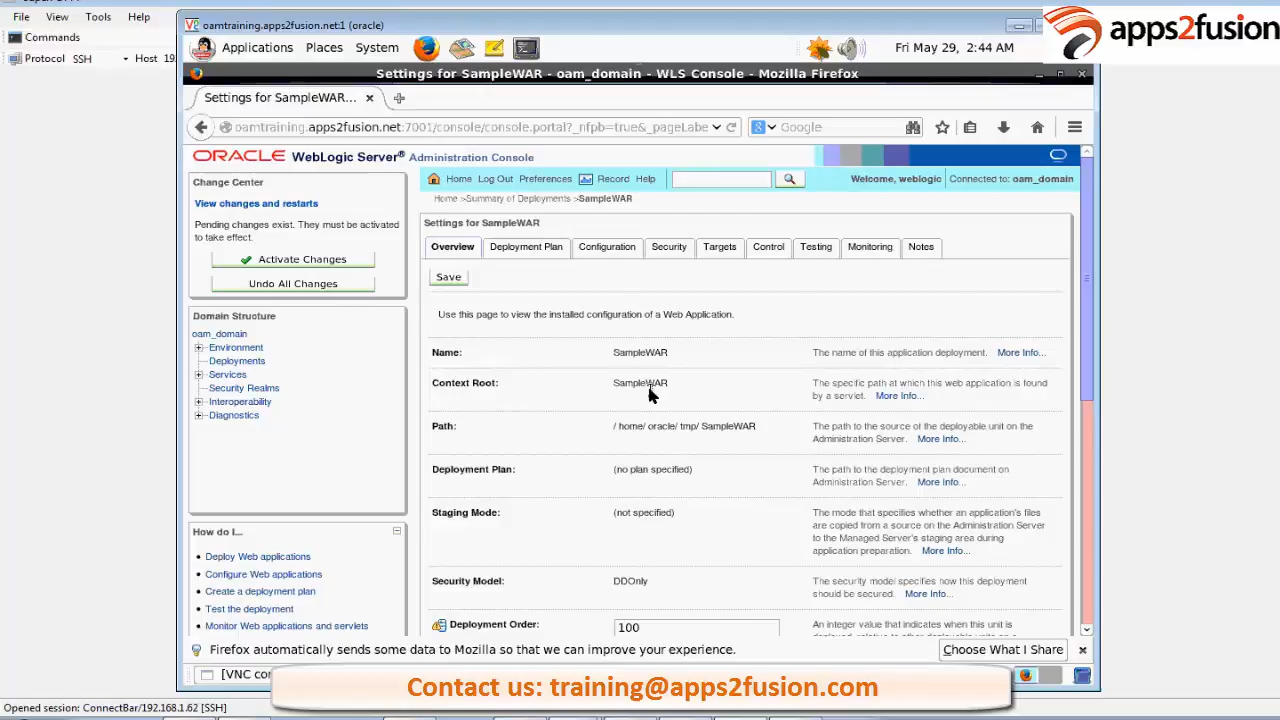 File View Tools Help
Commands
Protocol SSH Host 19
oamtraining.apps2fusion.net:1 (oracle)
apps2fusion
Applications Places System Fri May 29, 2:44 AM
Settings for SampleWAR - oam_domain - WLS Console - Mozilla Firefox
Settings for SampleWAR...
oamtraining.apps2fusion.net:7001/console/console.portal?_nfpb=true&_pageLabe
Google
ORACLE WebLogic Server® Administration Console
Change Center
View changes and restarts
Pending changes exist. They must be activated
to take effect.
Activate Changes
Undo All Changes
Domain Structure
oam_domain
Environment
Deployments
Services
Security Realms
Interoperability
Diagnostics
How do I...
Deploy Web applications
Configure Web applications
Create a deployment plan
Test the deployment
Monitor Web applications and servlets
Home Log Out Preferences Record Help
Welcome, weblogic Connected to: oam_domain
Home >Summary of Deployments >SampleWAR
Settings for SampleWAR
Overview Deployment Plan Configuration Security Targets Control Testing Monitoring Notes
Save
Use this page to view the installed configuration of a Web Application.
Name: SampleWAR The name of this application deployment. More Info...
Context Root: SampleWAR The specific path at which this web application is found
by a servlet. More Info...
Path: / home/ oracle/ tmp/ SampleWAR The path to the source of the deployable unit on the
Administration Server. More Info...
Deployment Plan: (no plan specified) The path to the deployment plan document on
Administration Server. More Info...
Staging Mode: (not specified) The mode that specifies whether an application's files
are copied from a source on the Administration Server
to the Managed Server's staging area during
application preparation. More Info...
Security Model: DDOnly The security model specifies how this deployment
should be secured. More Info...
Deployment Order: 100 An integer value that indicates when this unit is
Firefox automatically sends some data to Mozilla so that we can improve your experience. Choose What I Share
[VNC con
Contact us: training@apps2fusion.com
Opened session: ConnectBar/192.168.1.62 [SSH]